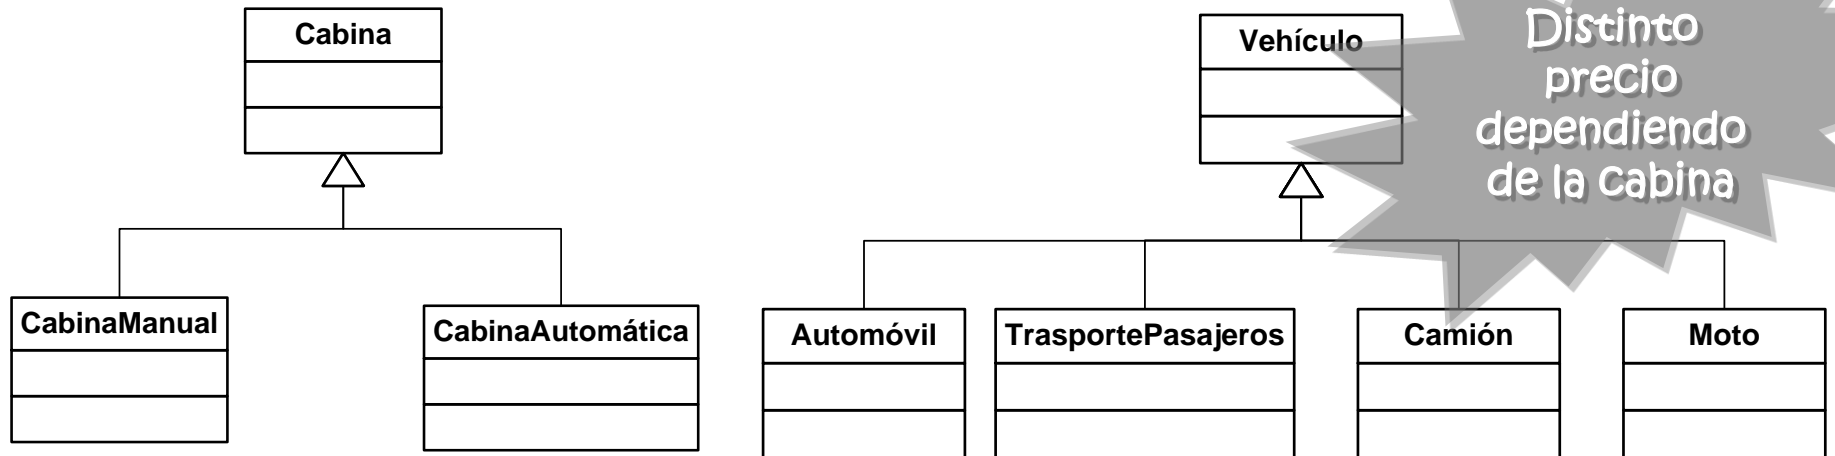 Cabina
Vehículo
Distinto
precio
dependiendo
de la cabina
CabinaManual
CabinaAutomática
Automóvil
TrasportePasajeros
Camión
Moto